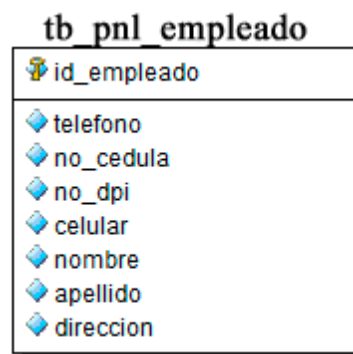 tb_pnl_empleado
id_empleado
telefono
no_cedula
no_dpi
celular
nombre
apellido
direccion